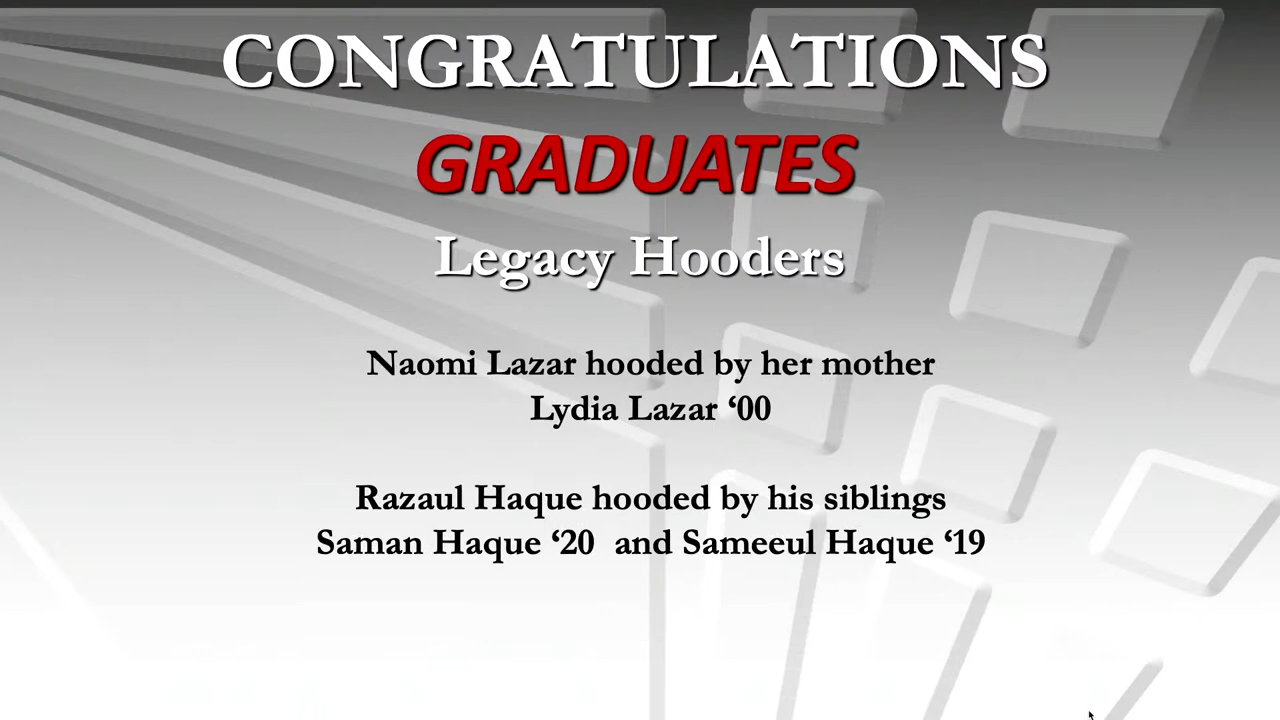 CONGRATULATIONS
GRADUATES
Legacy Hooders
Naomi Lazar hooded by her mother
Lydia Lazar ‘00
Razaul Haque hooded by his siblings
Saman Haque ‘20 and Sameeul Haque ‘19